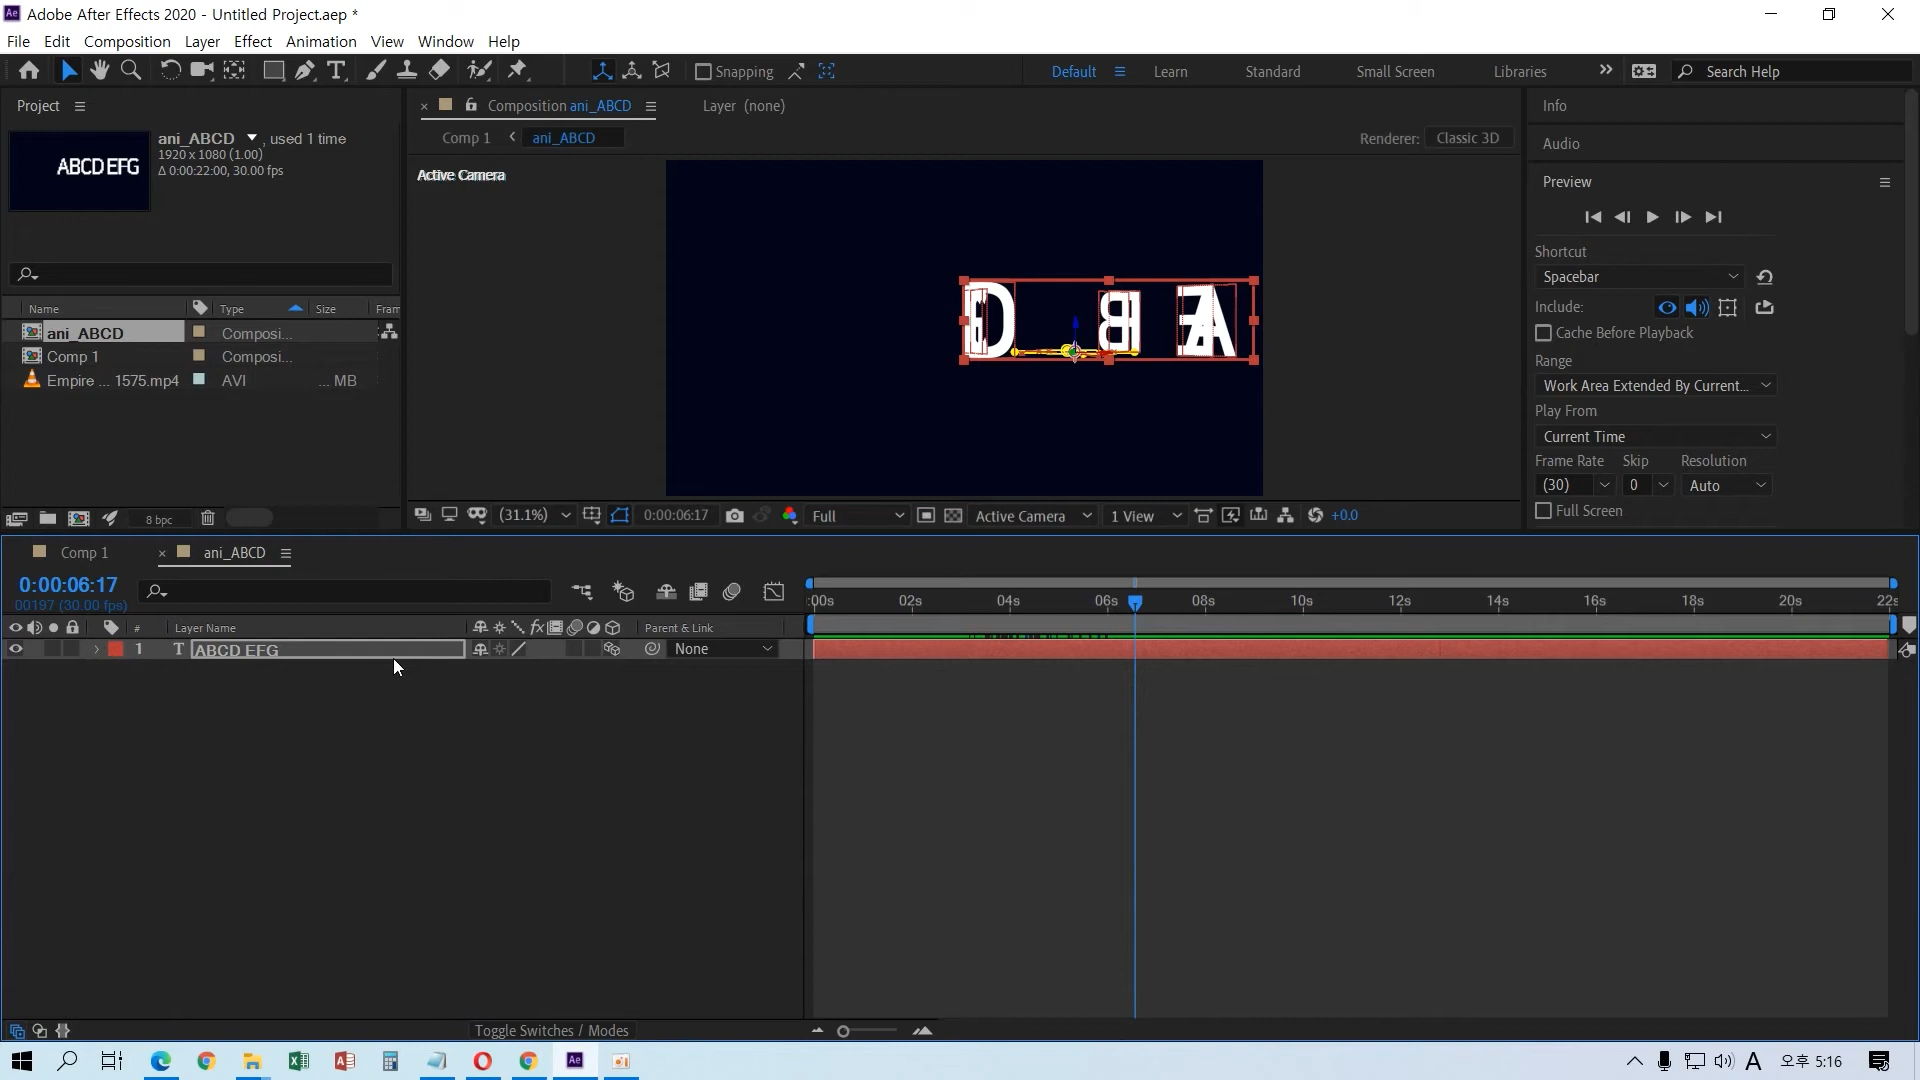 Adobe After Effects 2020 - Untitled Project.aep *
File Edit Composition Layer Effect Animation View Window Help
Snapping
Default Learn Standard Small Screen Libraries Search Help
Project
ani_ABCD , used 1 time
1920 x 1080 (1.00)
Δ 0:00:22:00, 30.00 fps
ABCD EFG
Name Type Size Fram
ani_ABCD Composi...
Comp 1 Composi...
Empire ... 1575.mp4 AVI ... MB
8 bpc
Composition ani_ABCD
Layer (none)
Comp 1 ani_ABCD
Renderer: Classic 3D
Active Camera
(31.1%) 0:00:06:17 Full Active Camera 1 View +0.0
Info
Audio
Preview
Shortcut
Spacebar
Include:
Cache Before Playback
Range
Work Area Extended By Current...
Play From
Current Time
Frame Rate Skip Resolution
(30) 0 Auto
Full Screen
Comp 1 ani_ABCD
0:00:06:17
00197 (30.00 fps)
:00s 02s 04s 06s 08s 10s 12s 14s 16s 18s 20s 22s
# Layer Name fx Parent & Link
1 T ABCD EFG None
Toggle Switches / Modes
A 오후 5:16